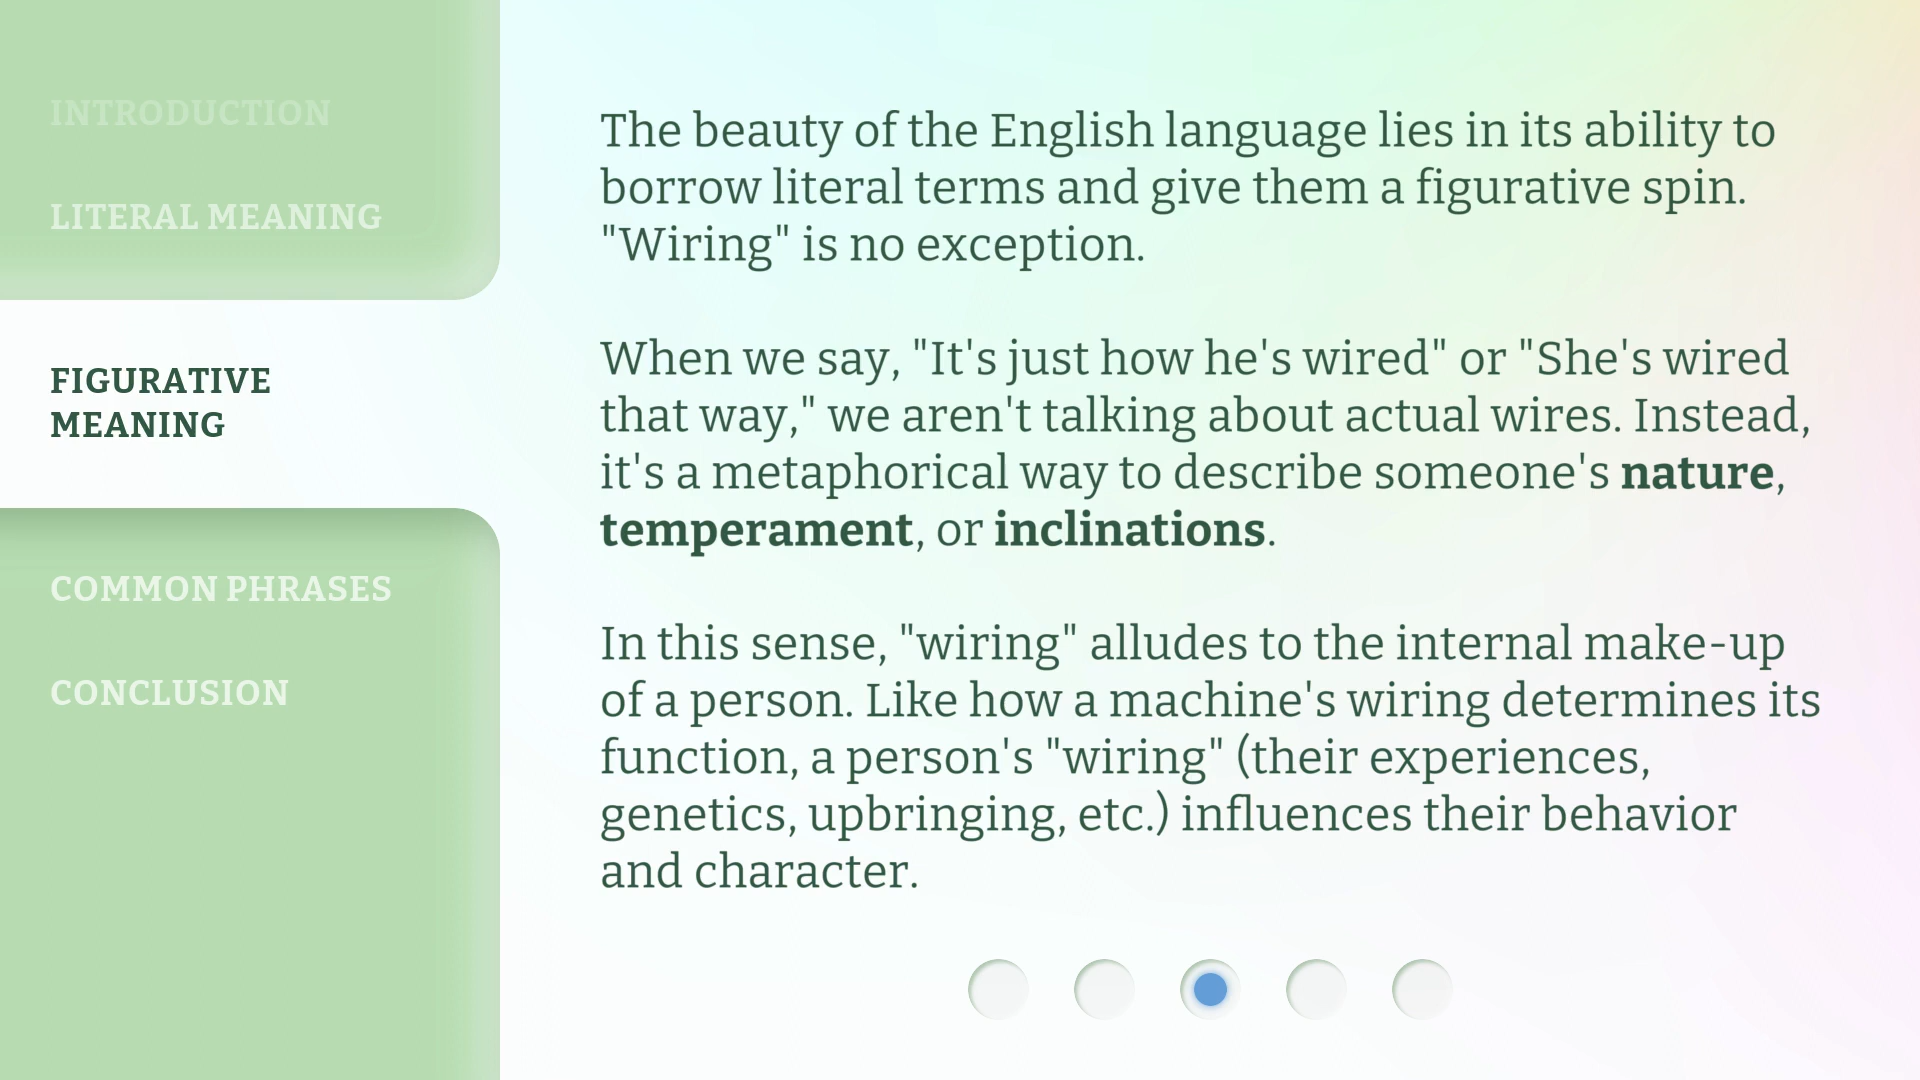 INTRODUCTION
LITERAL MEANING
FIGURATIVE
MEANING
COMMON PHRASES
CONCLUSION
The beauty of the English language lies in its ability to
borrow literal terms and give them a figurative spin.
"Wiring" is no exception.
When we say, "It's just how he's wired" or "She's wired
that way," we aren't talking about actual wires. Instead,
it's a metaphorical way to describe someone's nature,
temperament, or inclinations.
In this sense, "wiring" alludes to the internal make-up
of a person. Like how a machine's wiring determines its
function, a person's "wiring" (their experiences,
genetics, upbringing, etc.) influences their behavior
and character.